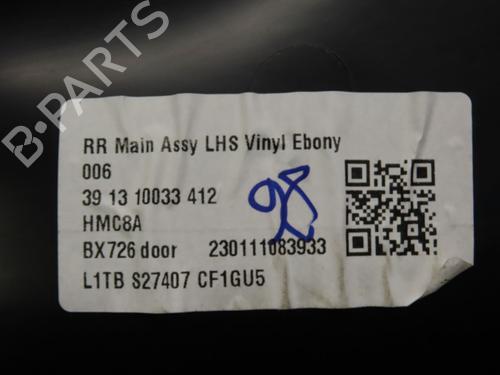 B-PARTS
RR Main Assy LHS Vinyl Ebony
006
39 13 10033 412
HMC8A
BX726 door 230111083933
L1TB S27407 CF1GU5